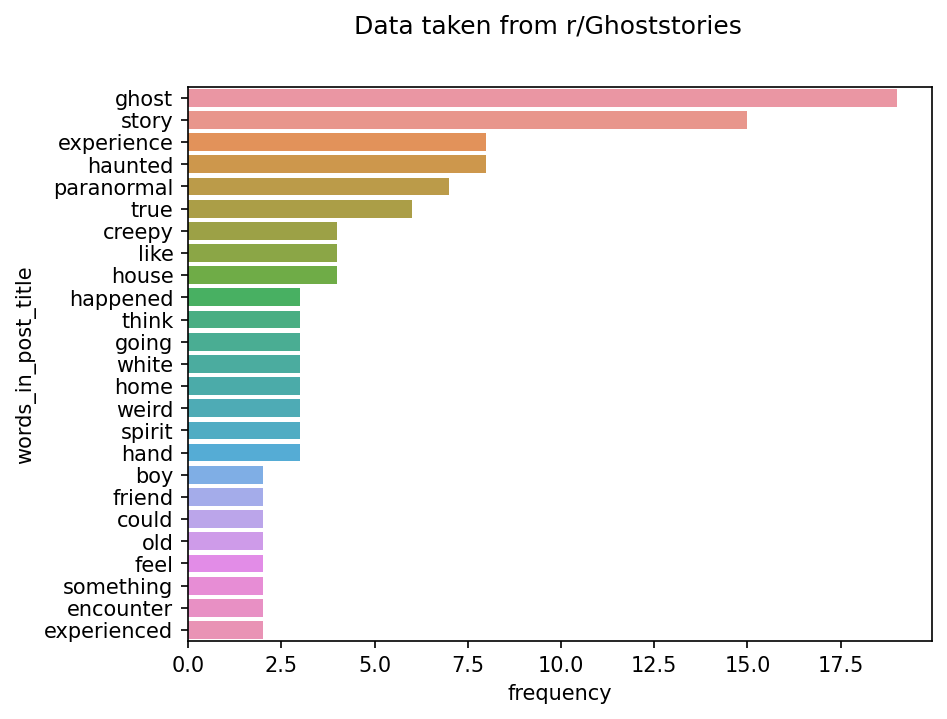 Data taken from r/Ghoststories
ghost
story
experience
haunted
paranormal
true
creepy
like
house
happened
think
going
white
home
weird
spirit
hand
boy
friend
could
old
feel
something
encounter
experienced
words_in_post_title
0.0 2.5 5.0 7.5 10.0 12.5 15.0 17.5
frequency